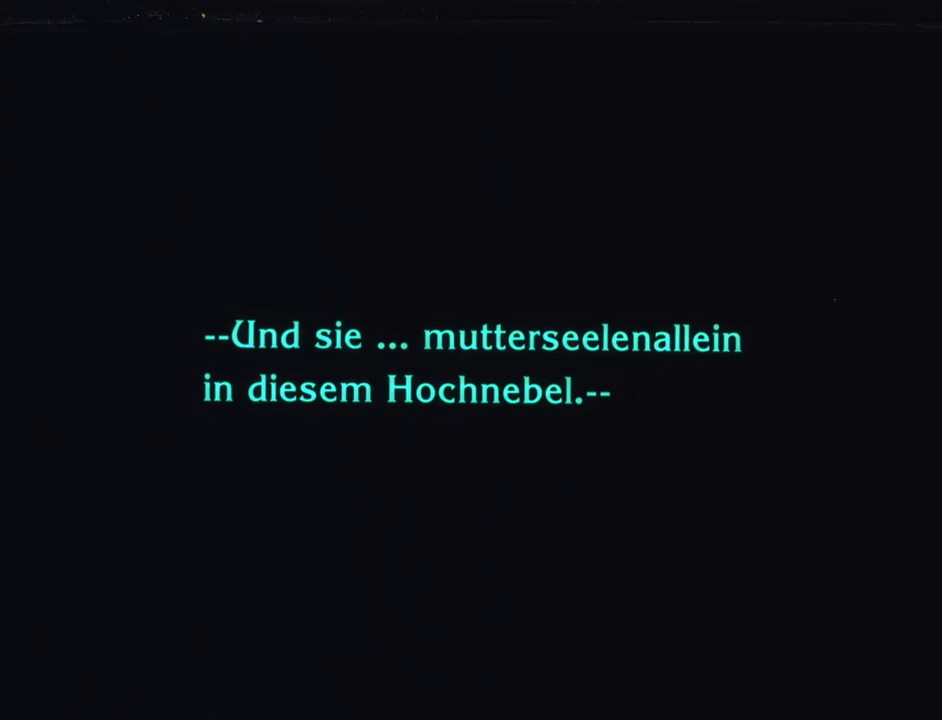 --Und sie ... mutterseelenallein
in diesem Hochnebel.--